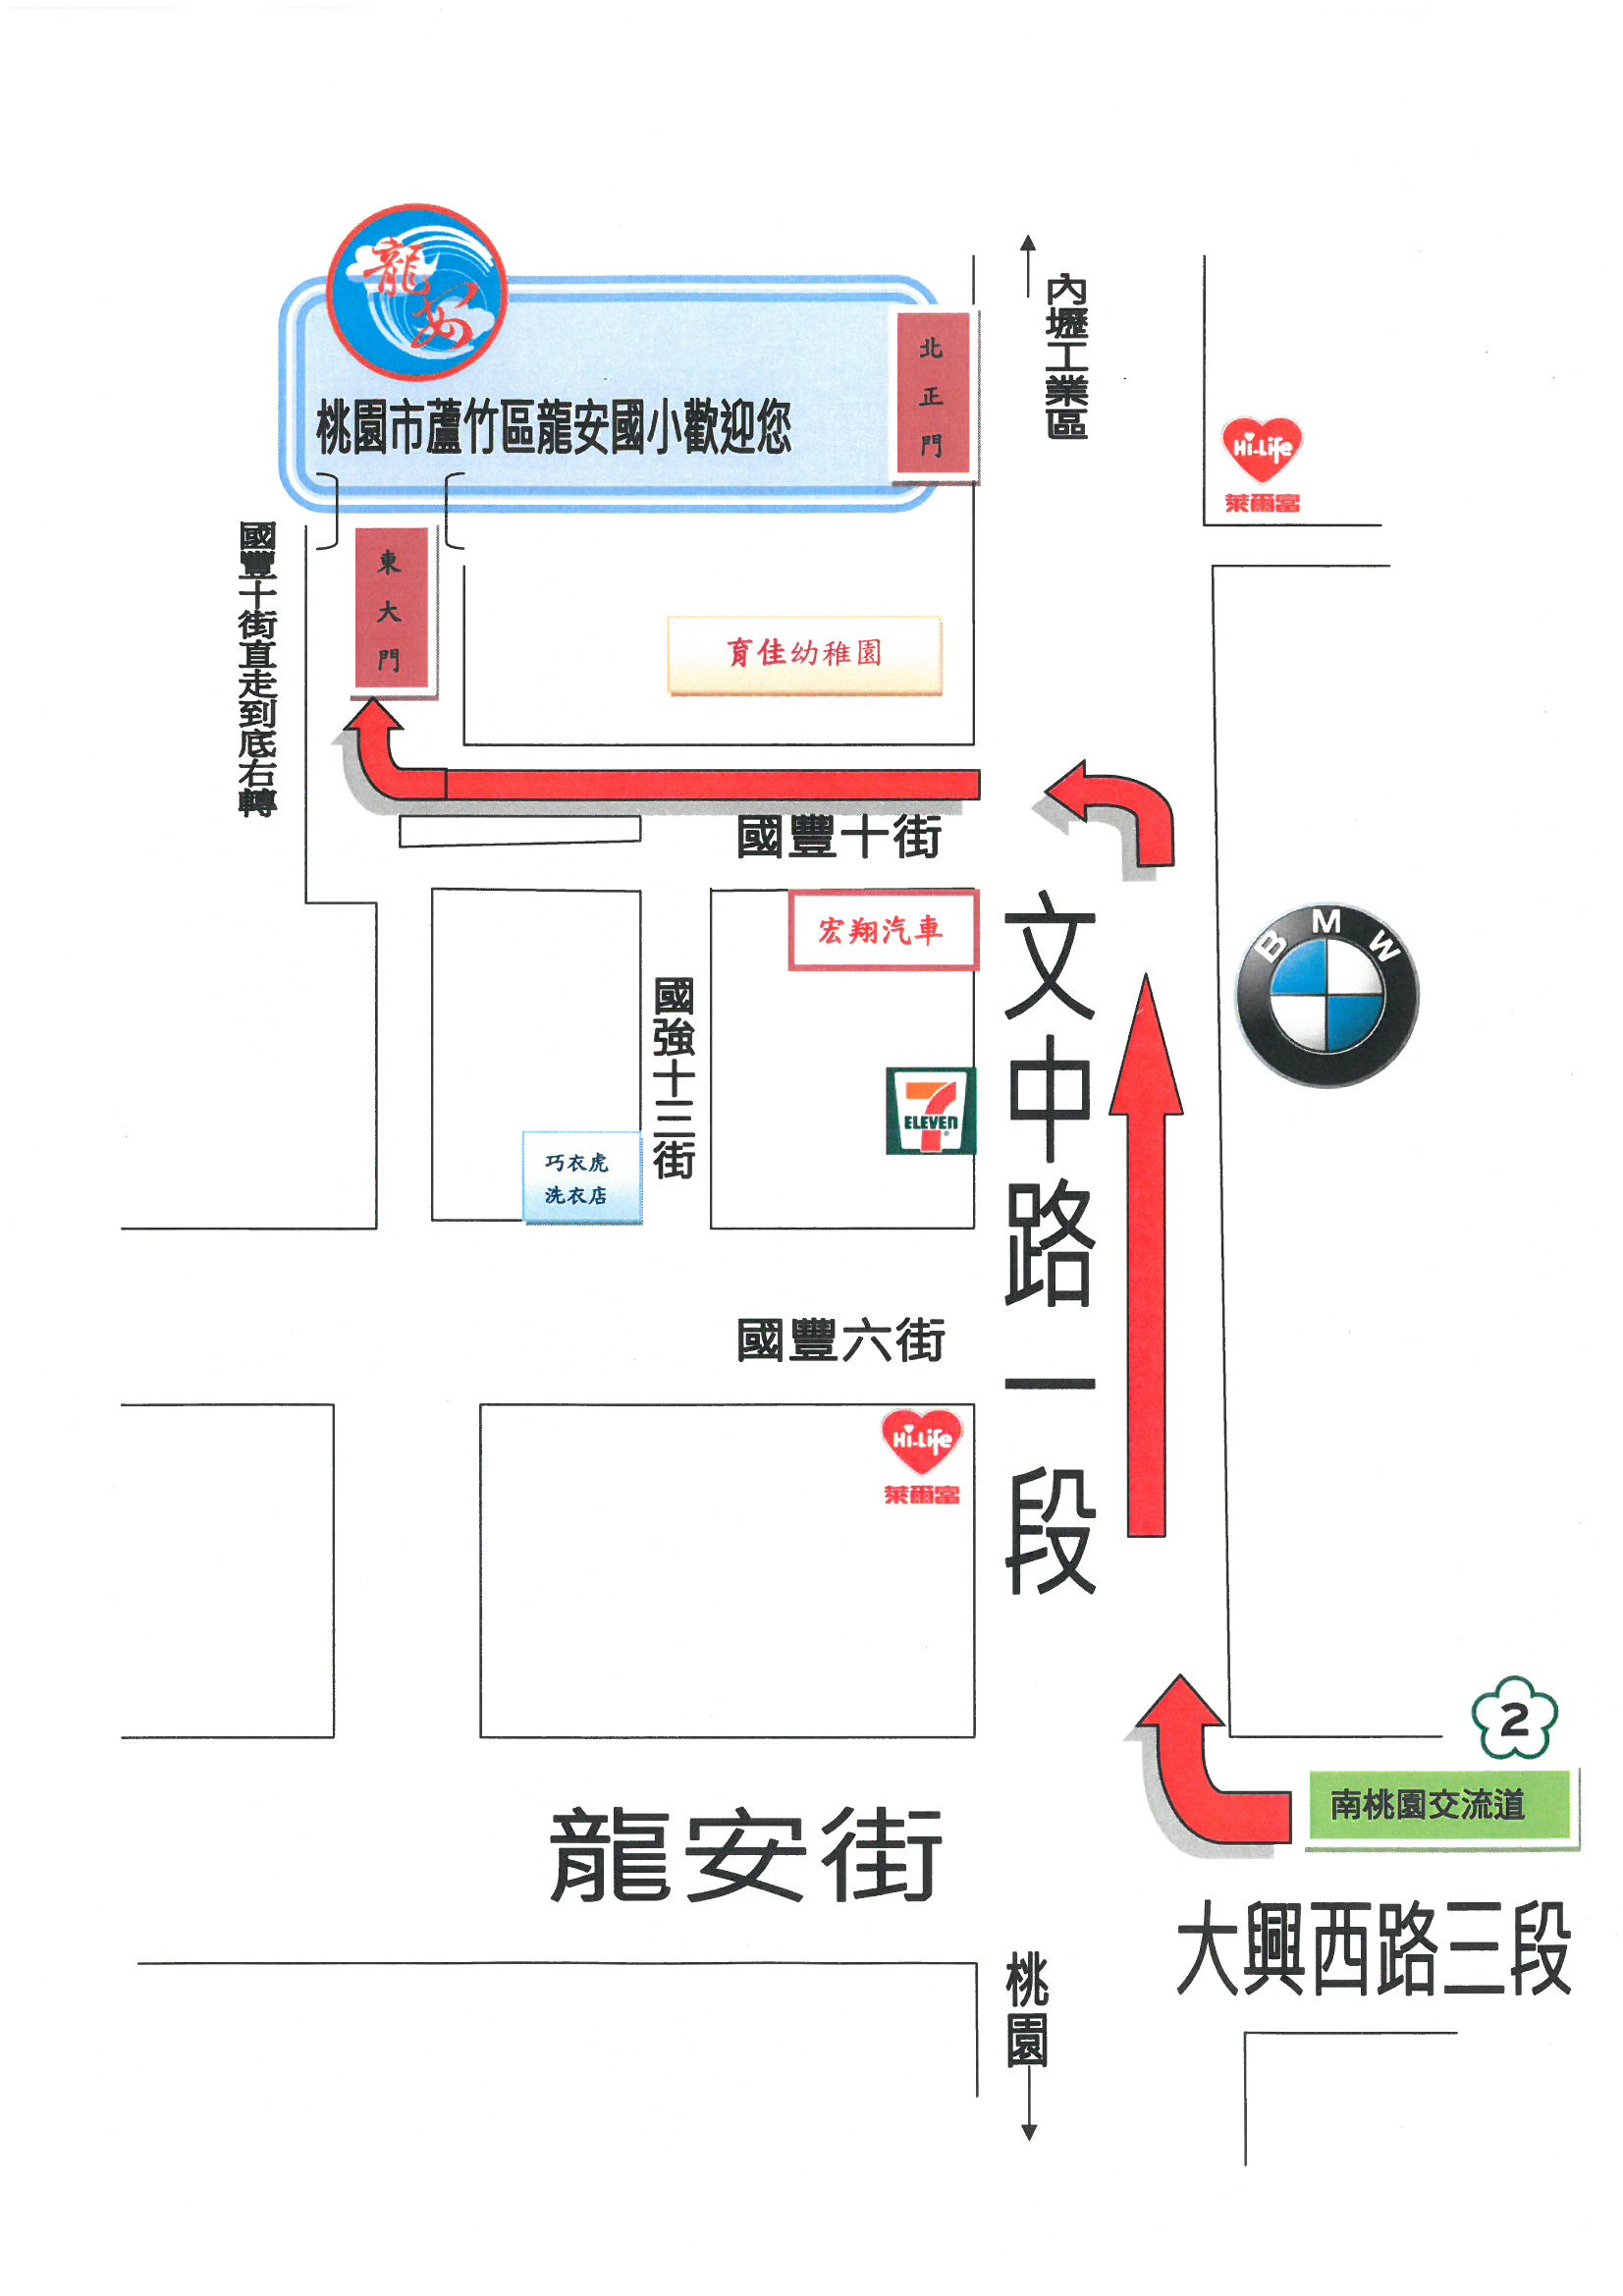 龍安
桃園市蘆竹區龍安國小歡迎您
北正門
內壢工業區
Hi-Life
萊爾富
國豐十街直走到底右轉
東大門
育佳幼稚園
國豐十街
宏翔汽車
文中路一段
BMW
國強十三街
7
ELEVEN
巧衣虎
洗衣店
國豐六街
Hi-Life
萊爾富
2
南桃園交流道
龍安街
大興西路三段
桃園